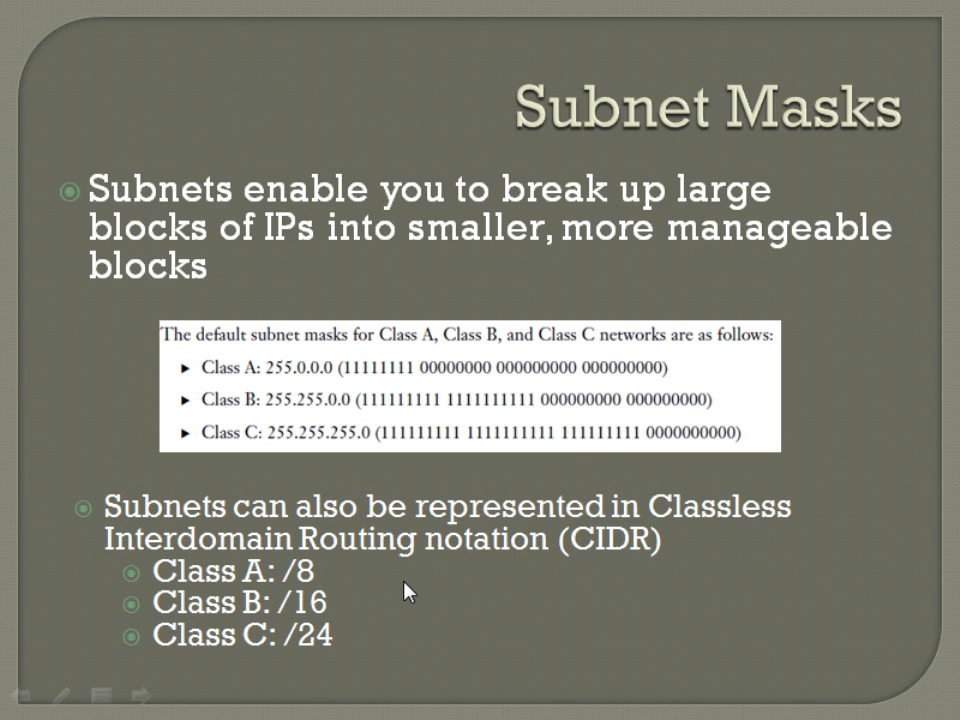 Subnet Masks
Subnets enable you to break up large
blocks of IPs into smaller, more manageable
blocks
The default subnet masks for Class A, Class B, and Class C networks are as follows:
Class A: 255.0.0.0 (11111111 00000000 000000000 000000000)
Class B: 255.255.0.0 (111111111 1111111111 000000000 000000000)
Class C: 255.255.255.0 (111111111 1111111111 111111111 0000000000)
Subnets can also be represented in Classless
Interdomain Routing notation (CIDR)
Class A: /8
Class B: /16
Class C: /24